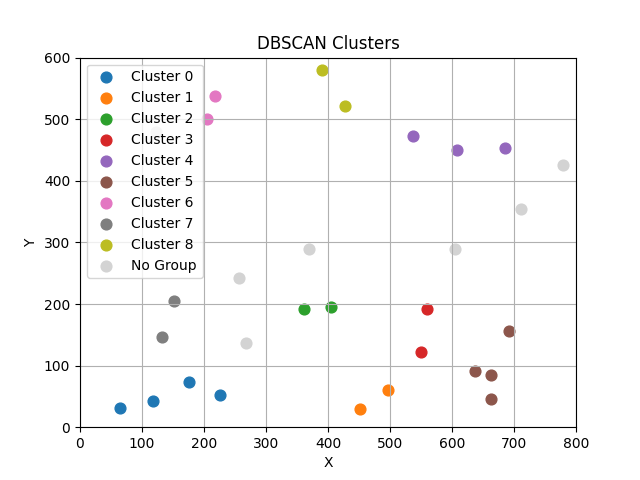 DBSCAN Clusters
600
500
400
300
200
100
0
Y
Cluster 0
Cluster 1
Cluster 2
Cluster 3
Cluster 4
Cluster 5
Cluster 6
Cluster 7
Cluster 8
No Group
0 100 200 300 400 500 600 700 800
X